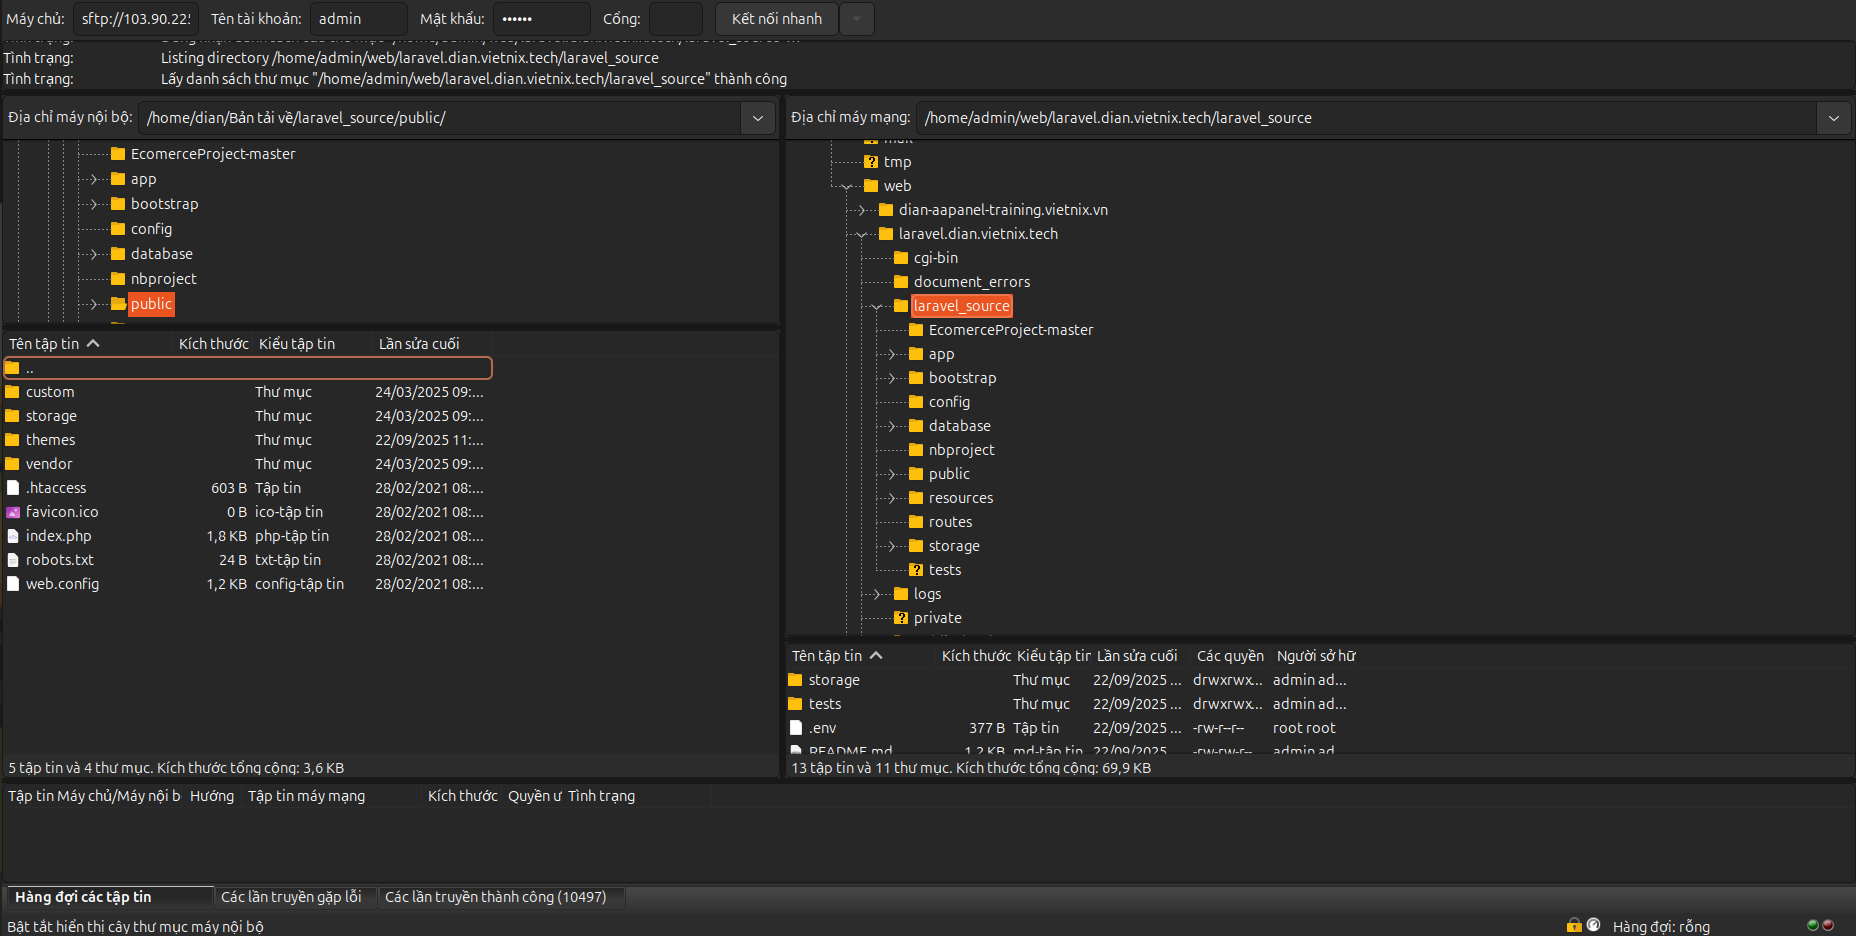 Máy chủ: sftp://103.90.22 Tên tài khoản: admin Mật khẩu: •••••• Cổng: Kết nối nhanh
Tình trạng: Listing directory /home/admin/web/laravel.dian.vietnix.tech/laravel_source
Tình trạng: Lấy danh sách thư mục "/home/admin/web/laravel.dian.vietnix.tech/laravel_source" thành công
Địa chỉ máy nội bộ: /home/dian/Bản tải về/laravel_source/public/
EcomerceProject-master
app
bootstrap
config
database
nbproject
public
Tên tập tin Kích thước Kiểu tập tin Lần sửa cuối
..
custom Thư mục 24/03/2025 09:...
storage Thư mục 24/03/2025 09:...
themes Thư mục 22/09/2025 11:...
vendor Thư mục 24/03/2025 09:...
.htaccess 603 B Tập tin 28/02/2021 08:...
favicon.ico 0 B ico-tập tin 28/02/2021 08:...
index.php 1,8 KB php-tập tin 28/02/2021 08:...
robots.txt 24 B txt-tập tin 28/02/2021 08:...
web.config 1,2 KB config-tập tin 28/02/2021 08:...
5 tập tin và 4 thư mục. Kích thước tổng cộng: 3,6 KB
Địa chỉ máy mạng: /home/admin/web/laravel.dian.vietnix.tech/laravel_source
mail
tmp
web
dian-aapanel-training.vietnix.vn
laravel.dian.vietnix.tech
cgi-bin
document_errors
laravel_source
EcomerceProject-master
app
bootstrap
config
database
nbproject
public
resources
routes
storage
tests
logs
private
Tên tập tin Kích thước Kiểu tập tin Lần sửa cuối Các quyền Người sở hữ
storage Thư mục 22/09/2025 ... drwxrwx... admin ad...
tests Thư mục 22/09/2025 ... drwxrwx... admin ad...
.env 377 B Tập tin 22/09/2025 ... -rw-r--r-- root root
README.md 1,2 KB md-tập tin 22/09/2025 ... -rw-rw-r-- admin ad...
13 tập tin và 11 thư mục. Kích thước tổng cộng: 69,9 KB
Tập tin Máy chủ/Máy nội b Hướng Tập tin máy mạng Kích thước Quyền ư Tình trạng
Hàng đợi các tập tin Các lần truyền gặp lỗi Các lần truyền thành công (10497)
Bật tắt hiển thị cây thư mục máy nội bộ Hàng đợi: rỗng